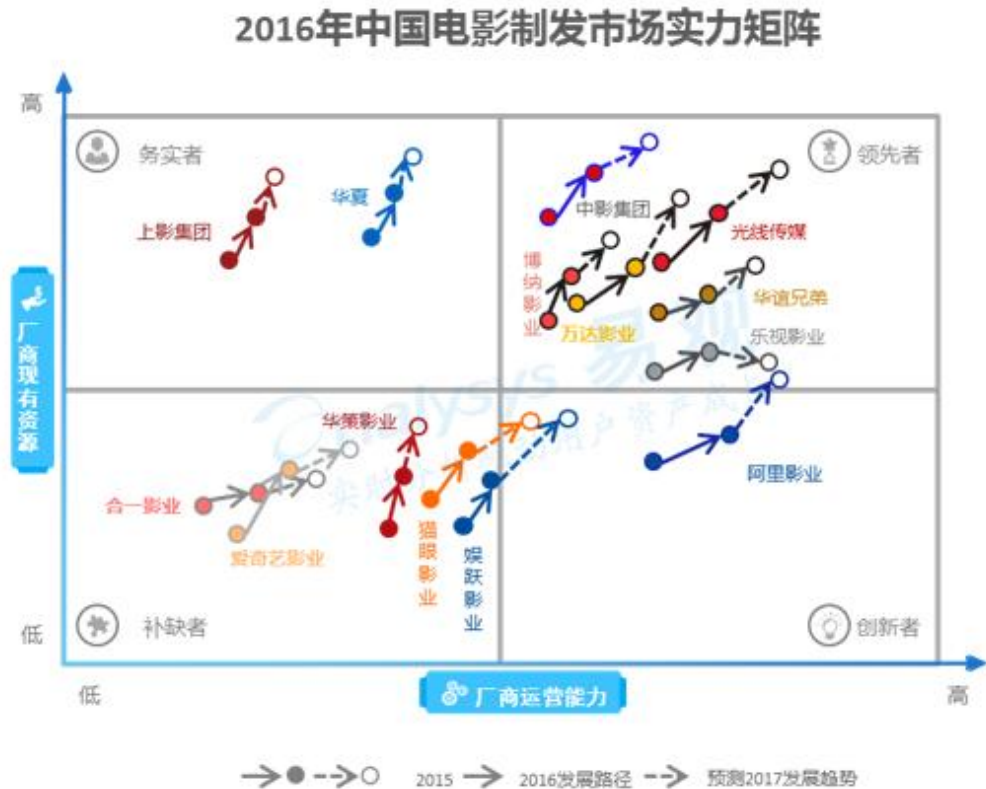 2016年中国电影制发市场实力矩阵
高
务实者
领先者
华夏
上影集团
中影集团
光线传媒
博纳影业
万达影业
华谊兄弟
乐视影业
厂商现有资源
Analysys 易观
华策影业
阿里影业
合一影业
爱奇艺影业
猫眼影业
娱跃影业
补缺者
创新者
低
低
厂商运营能力
高
2015
2016发展路径
预测2017发展趋势